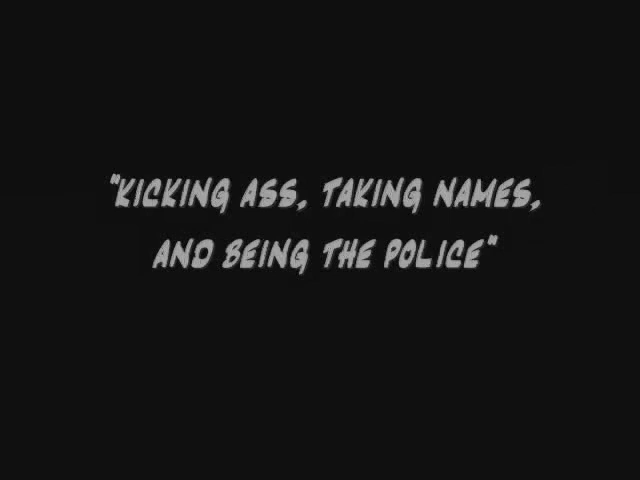 "KICKING ASS, TAKING NAMES,
AND BEING THE POLICE"